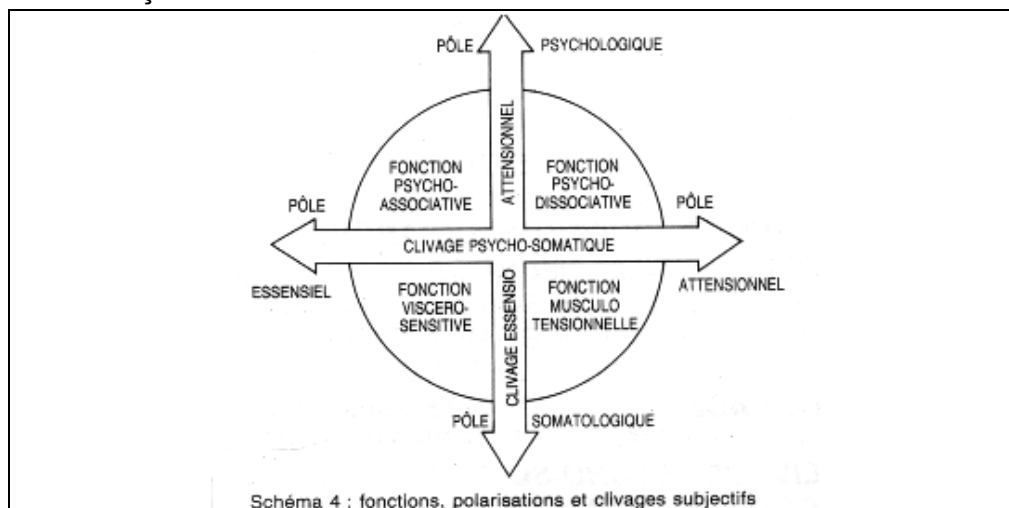 PÔLE PSYCHOLOGIQUE
ATTENSIONNEL
FONCTION
PSYCHO-
ASSOCIATIVE
FONCTION
PSYCHO-
DISSOCIATIVE
PÔLE
PÔLE
CLIVAGE PSYCHO-SOMATIQUE
ESSENSIEL
ATTENSIONNEL
FONCTION
VISCERO-
SENSITIVE
CLIVAGE ESSENSIO
FONCTION
MUSCULO
TENSIONNELLE
PÔLE SOMATOLOGIQUE
Schéma 4 : fonctions, polarisations et clivages subjectifs